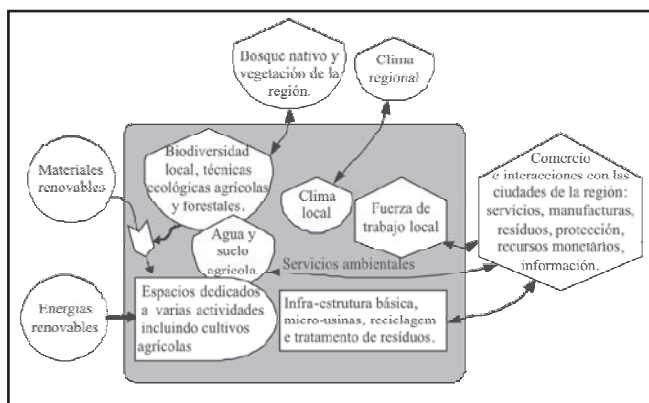 Bosque nativo y
vegetación de la
región.
Clima
regional
Materiales
renovables
Biodiversidad
local, técnicas
ecológicas agrícolas
y forestales.
Clima
local
Fuerza de
trabajo local
Comercio
e interacciones con las
ciudades de la región:
servicios, manufacturas,
resíduos, protección,
recursos monetários,
información.
Agua y
suelo
agrícola
Servicios ambientales
Energías
renovables
Espacios dedicados
a varias actividades
incluindo cultivos
agrícolas
Infra-estrutura básica,
micro-usinas, reciclagem
e tratamento de resíduos.